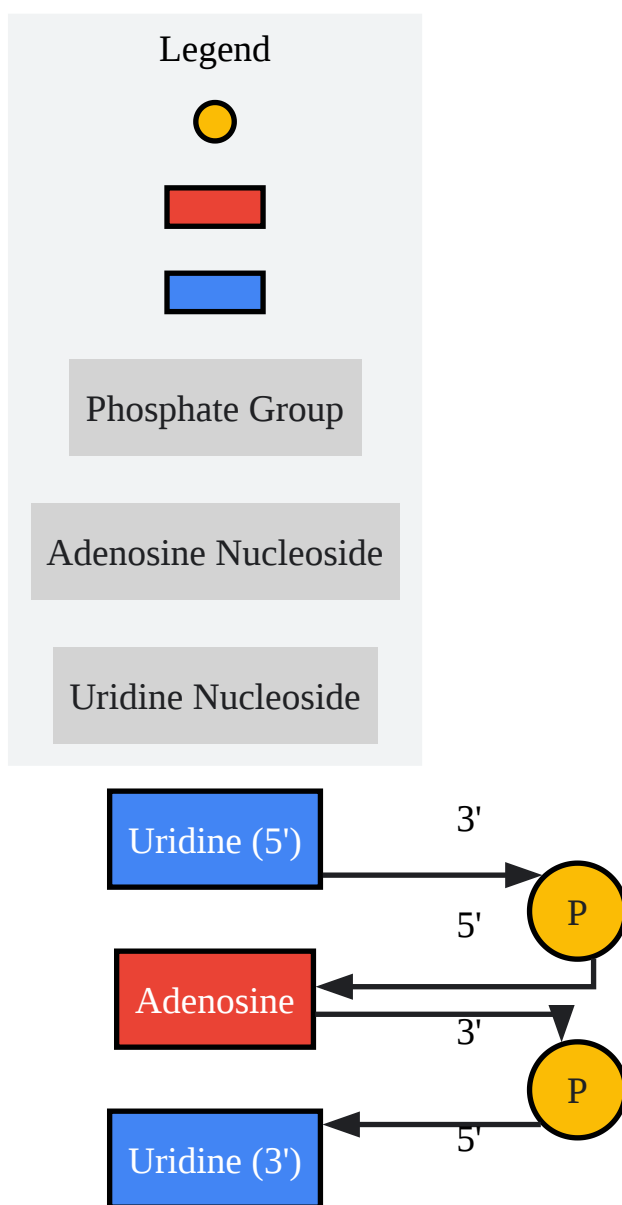 Legend
Phosphate Group
Adenosine Nucleoside
Uridine Nucleoside
Uridine (5')
3'
P
5'
Adenosine
3'
P
5'
Uridine (3')